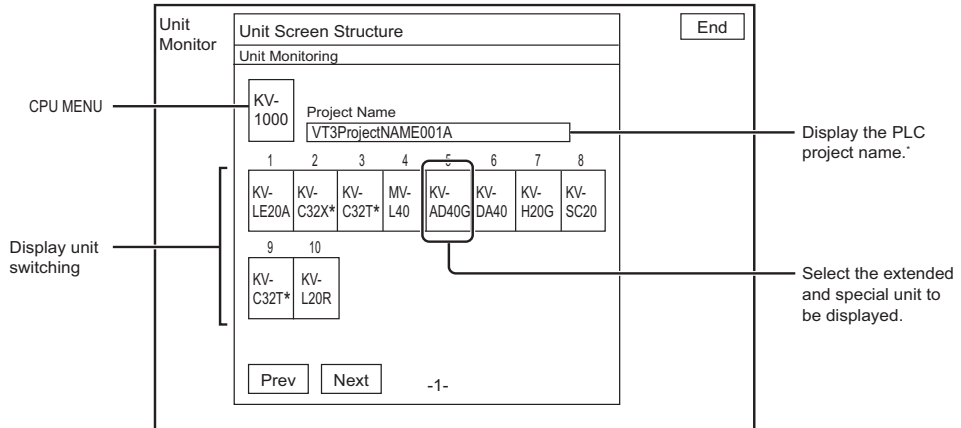 Unit
Monitor
Unit Screen Structure
End
Unit Monitoring
CPU MENU
KV-
1000
Project Name
VT3ProjectNAME001A
Display the PLC
project name.*
1 2 3 4 5 6 7 8
KV-
LE20A
KV-
C32X*
KV-
C32T*
MV-
L40
KV-
AD40G
KV-
DA40
KV-
H20G
KV-
SC20
Display unit
switching
9 10
KV-
C32T*
KV-
L20R
Select the extended
and special unit to
be displayed.
Prev Next -1-